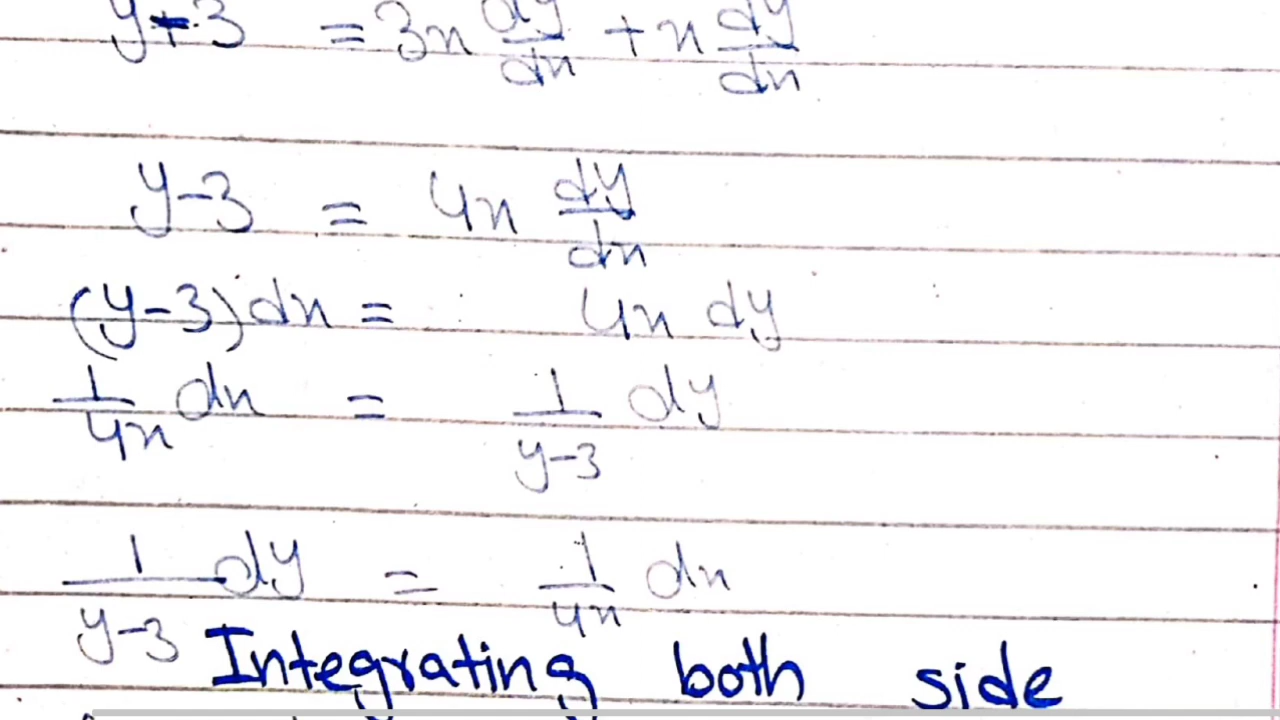 y-3 = 3x dy/dx + x dy/dx
y-3 = 4x dy/dx
(y-3)dx = 4x dy
1/4x dx = 1/y-3 dy
1/y-3 dy = 1/4x dx
Integrating both side